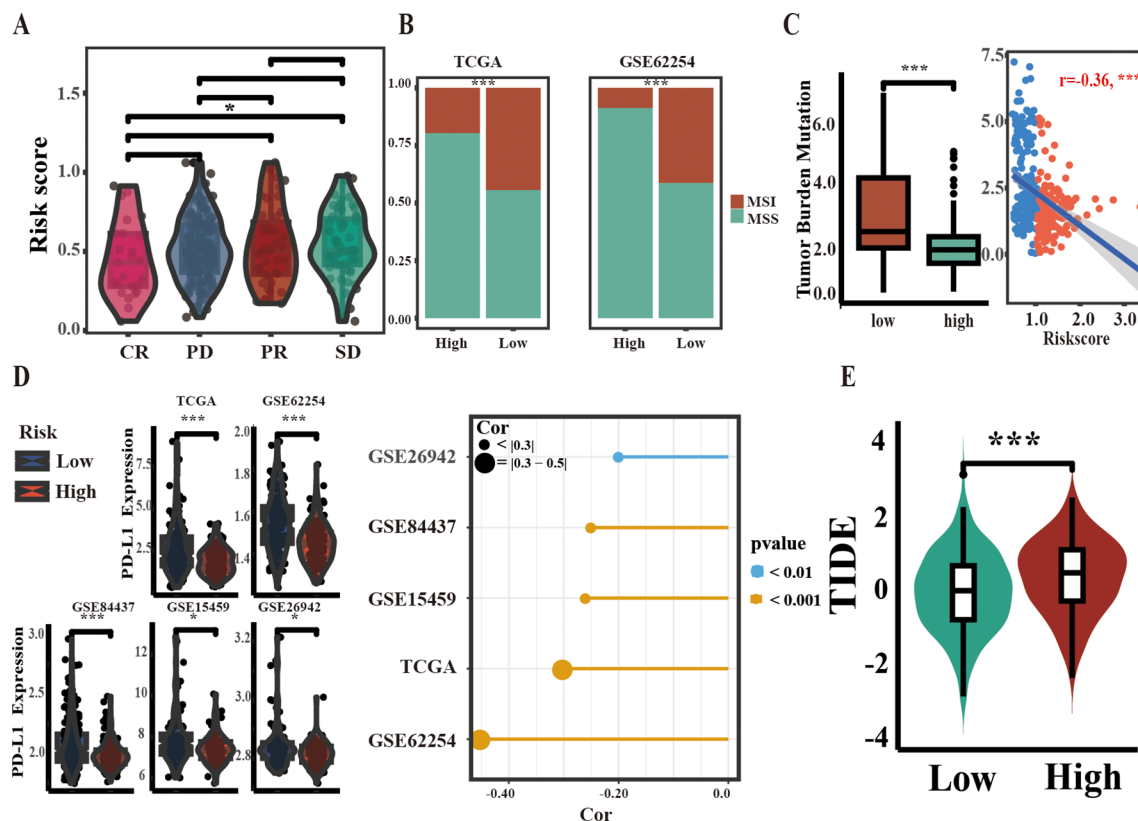 A
Risk score
1.5
1.0
0.5
0.0
*
CR PD PR SD
B
TCGA GSE62254
*** ***
1.00
0.75
0.50
0.25
0.00
High Low High Low
MSI
MSS
C
Tumor Burden Mutation
6.0
4.0
2.0
0.0
***
low high
7.5
5.0
2.5
0.0
r=-0.36, ***
1.0 2.0 3.0
Riskscore
D
Risk
Low
High
TCGA
***
PD-L1 Expression
7.5
5.0
2.5
GSE62254
***
2.0
1.8
1.6
1.4
GSE84437
***
PD-L1 Expression
3.0
2.5
2.0
GSE15459
*
12
10
8
6
GSE26942
*
3.2
2.8
2.4
Cor
< |0.3|
= |0.3 − 0.5|
GSE26942
GSE84437
GSE15459
TCGA
GSE62254
-0.40 -0.20 0.0
Cor
pvalue
< 0.01
< 0.001
E
TIDE
4
2
0
-2
-4
***
Low High